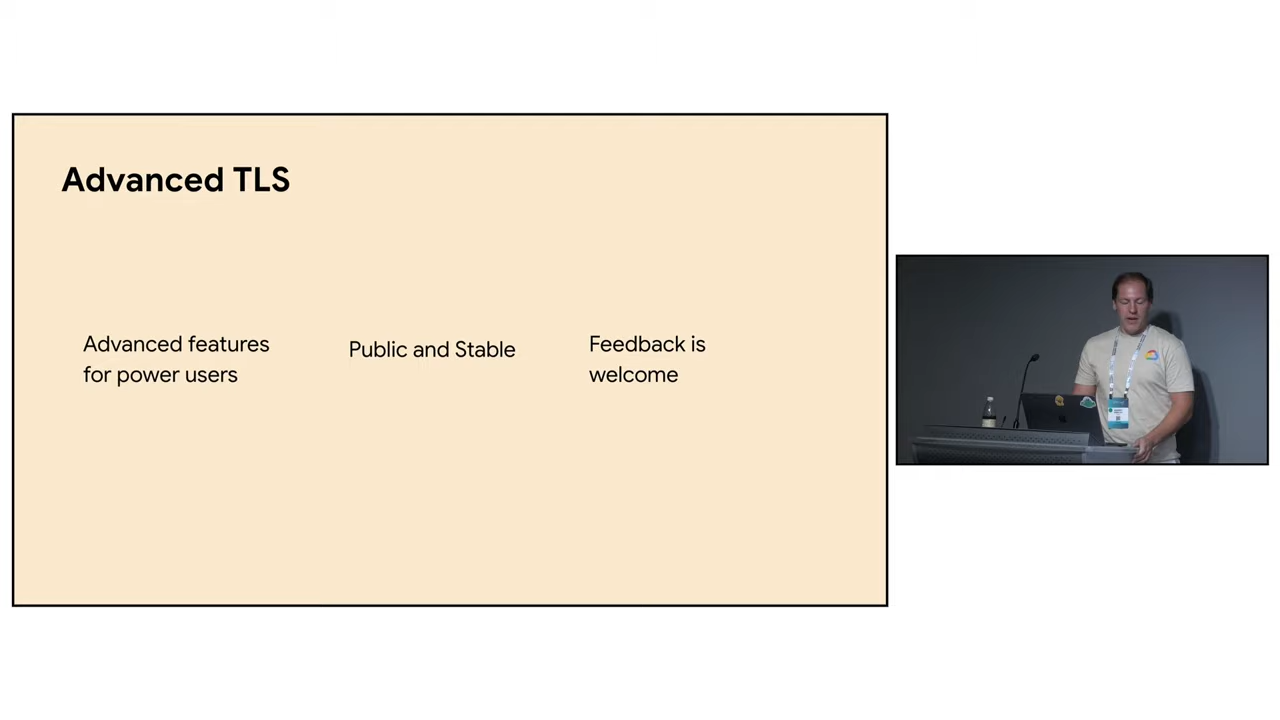 Advanced TLS
Advanced features
for power users
Public and Stable
Feedback is
welcome